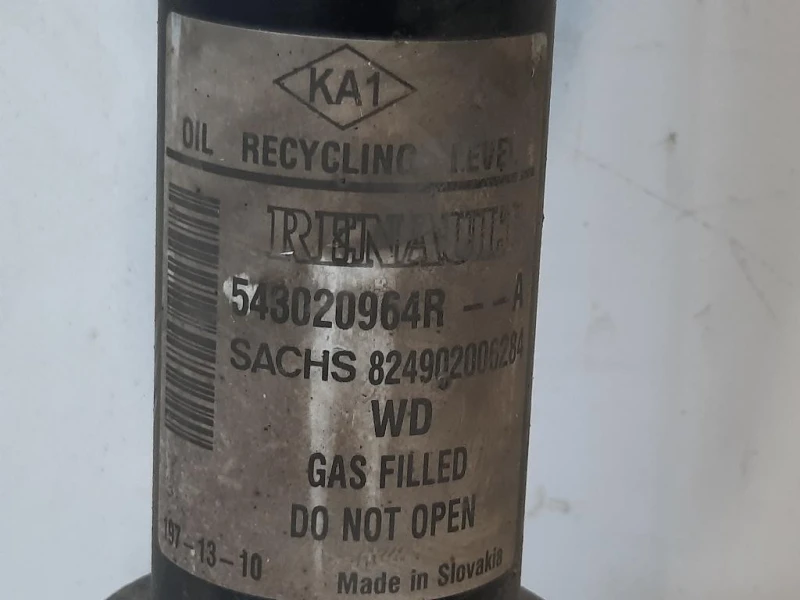 KA1
OIL RECYCLING LEVEL
RENAULT
543020964R --A
SACHS 824902006284
WD
GAS FILLED
DO NOT OPEN
197-13-10
Made in Slovakia